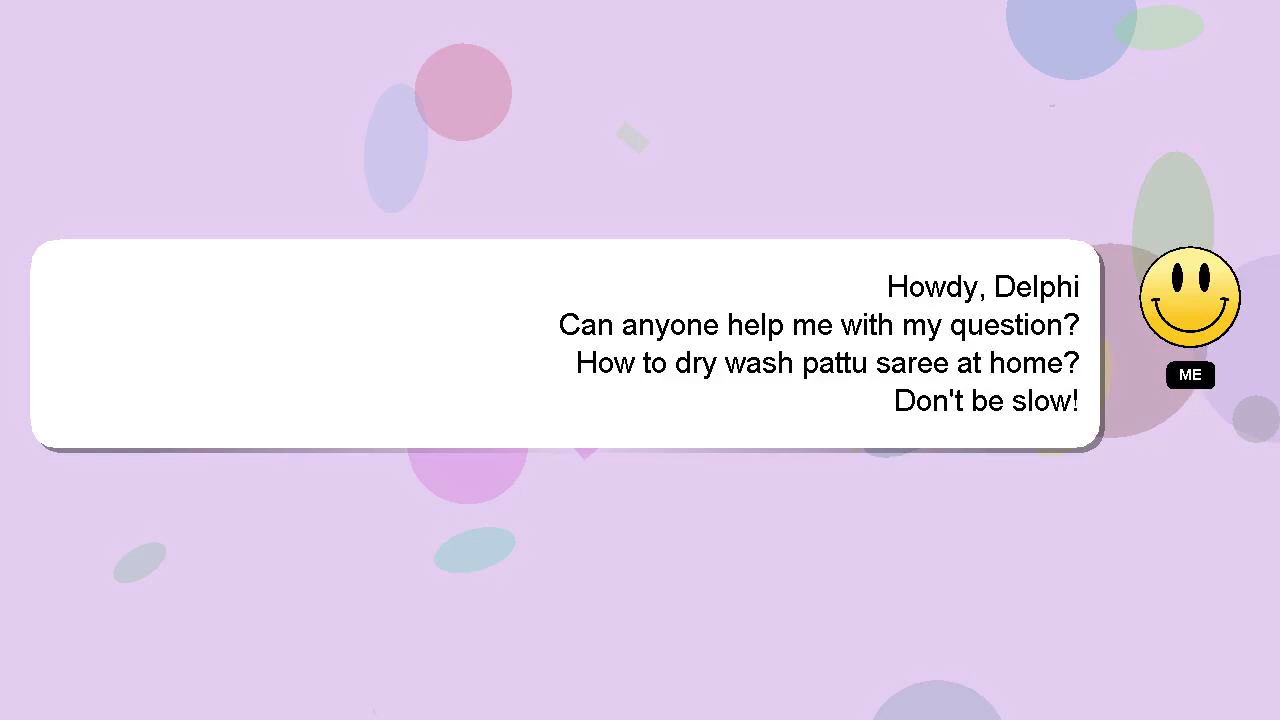 Howdy, Delphi
Can anyone help me with my question?
How to dry wash pattu saree at home?
Don't be slow!
ME